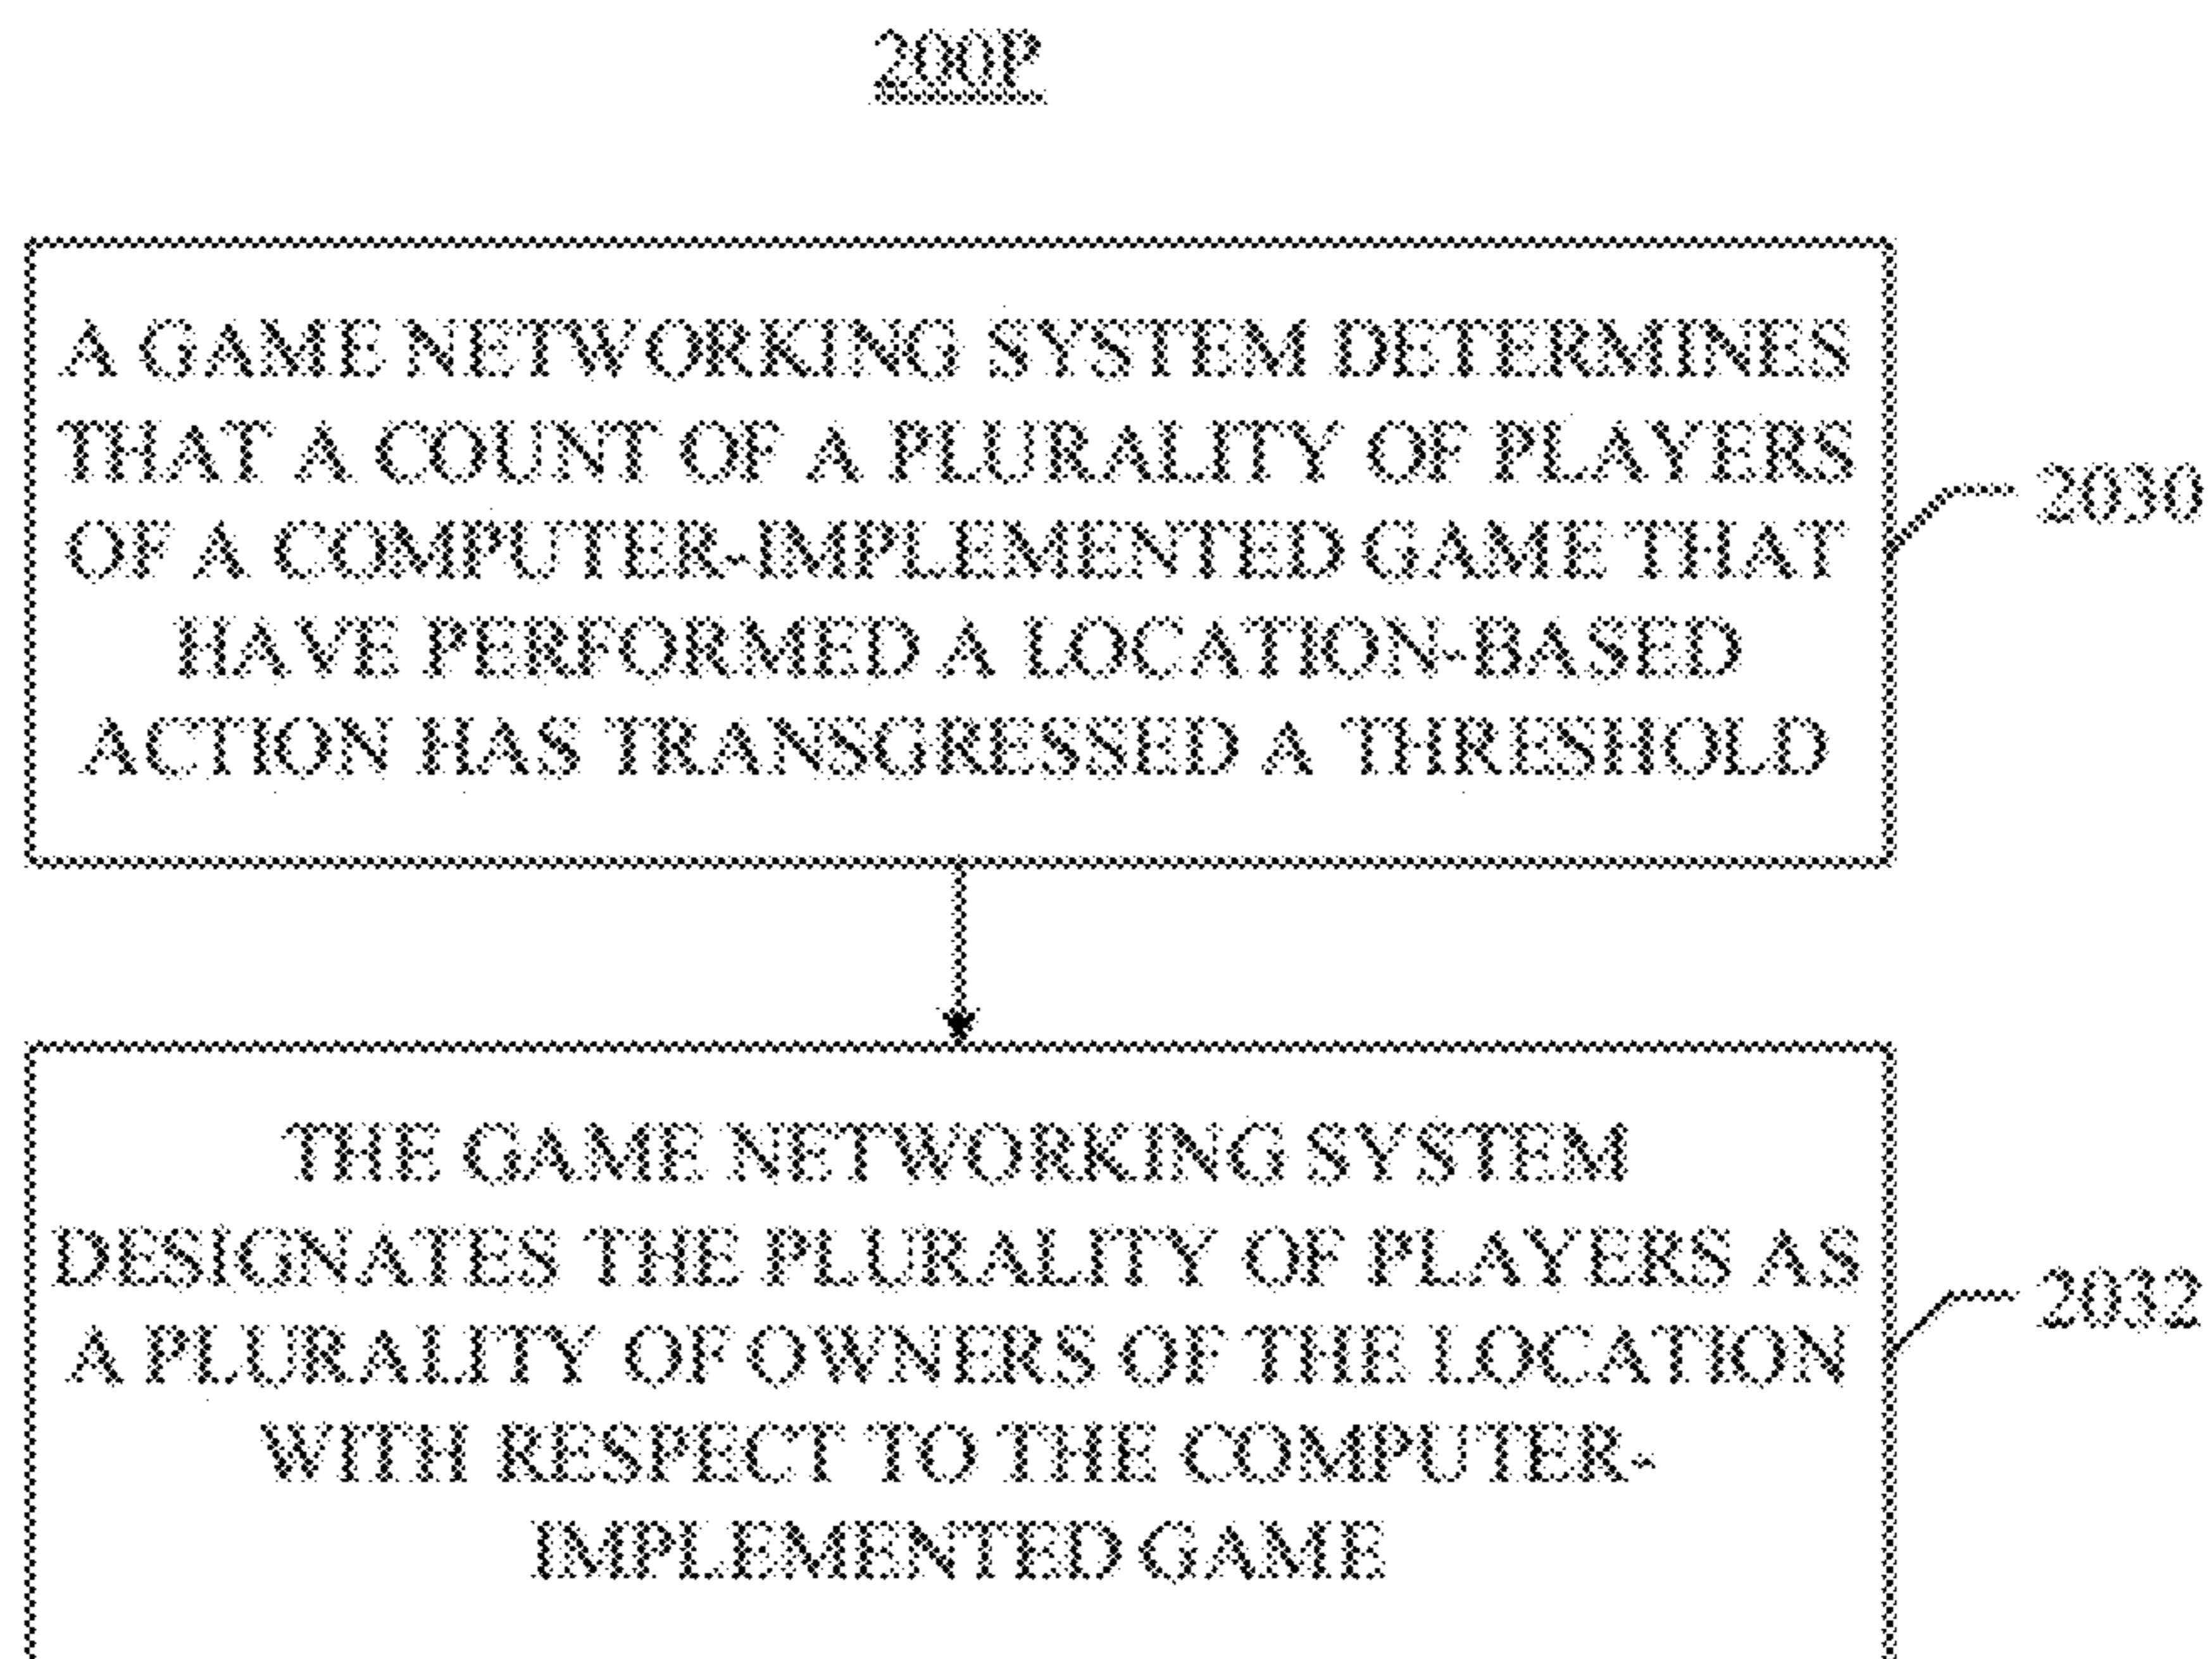 200P
A GAME NETWORKING SYSTEM DETERMINES
THAT A COUNT OF A PLURALITY OF PLAYERS
OF A COMPUTER-IMPLEMENTED GAME THAT
HAVE PERFORMED A LOCATION-BASED
ACTION HAS TRANSGRESSED A THRESHOLD
2030
THE GAME NETWORKING SYSTEM
DESIGNATES THE PLURALITY OF PLAYERS AS
A PLURALITY OF OWNERS OF THE LOCATION
WITH RESPECT TO THE COMPUTER-
IMPLEMENTED GAME
2032